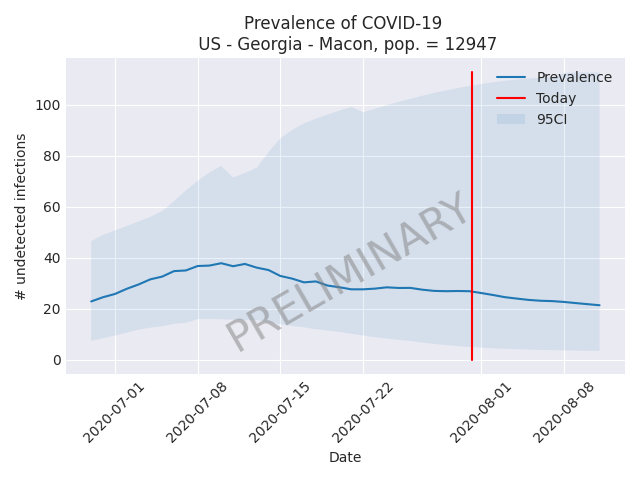 Prevalence of COVID-19
US - Georgia - Macon, pop. = 12947
Prevalence
Today
95CI
# undetected infections
100
80
60
40
20
0
PRELIMINARY
2020-07-01
2020-07-08
2020-07-15
2020-07-22
2020-08-01
2020-08-08
Date